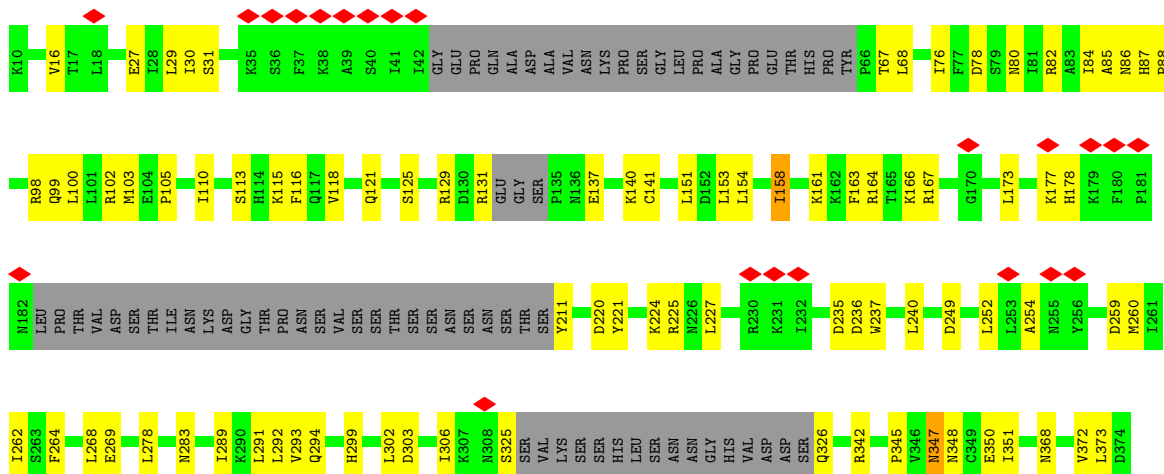 K10 V16 T17 L18 E27 I28 L29 I30 S31 K35 S36 F37 K38 A39 S40 I41 I42 GLY GLU PRO GLN ALA ASP ALA VAL ASN LYS PRO SER GLY LEU PRO ALA GLY PRO GLU THR HIS PRO TYR P66 T67 L68 I76 F77 D78 S79 N80 I81 R82 A83 I84 A85 N86 H87 P88
R98 Q99 L100 L101 R102 M103 E104 P105 I110 S113 H114 K115 F116 Q117 V118 Q121 S125 R129 D130 R131 GLU GLY SER P135 N136 E137 K140 C141 L151 D152 L153 L154 I158 K161 K162 F163 R164 T165 K166 R167 G170 L173 K177 H178 K179 F180 P181
N182 LEU PRO THR VAL ASP SER THR ILE ASN LYS ASP GLY THR PRO ASN SER VAL SER SER THR SER SER ASN SER ASN SER THR SER Y211 D220 Y221 K224 R225 N226 L227 R230 K231 I232 D235 D236 W237 L240 D249 L252 L253 A254 N255 Y256 D259 M260 I261
I262 S263 F264 L268 E269 L278 N283 I289 K290 L291 L292 V293 Q294 H299 L302 D303 I306 K307 N308 S325 SER VAL LYS SER SER HIS LEU SER ASN ASN GLY HIS VAL ASP ASP SER Q326 R342 P345 V346 N347 N348 C349 E350 I351 N368 V372 L373 D374